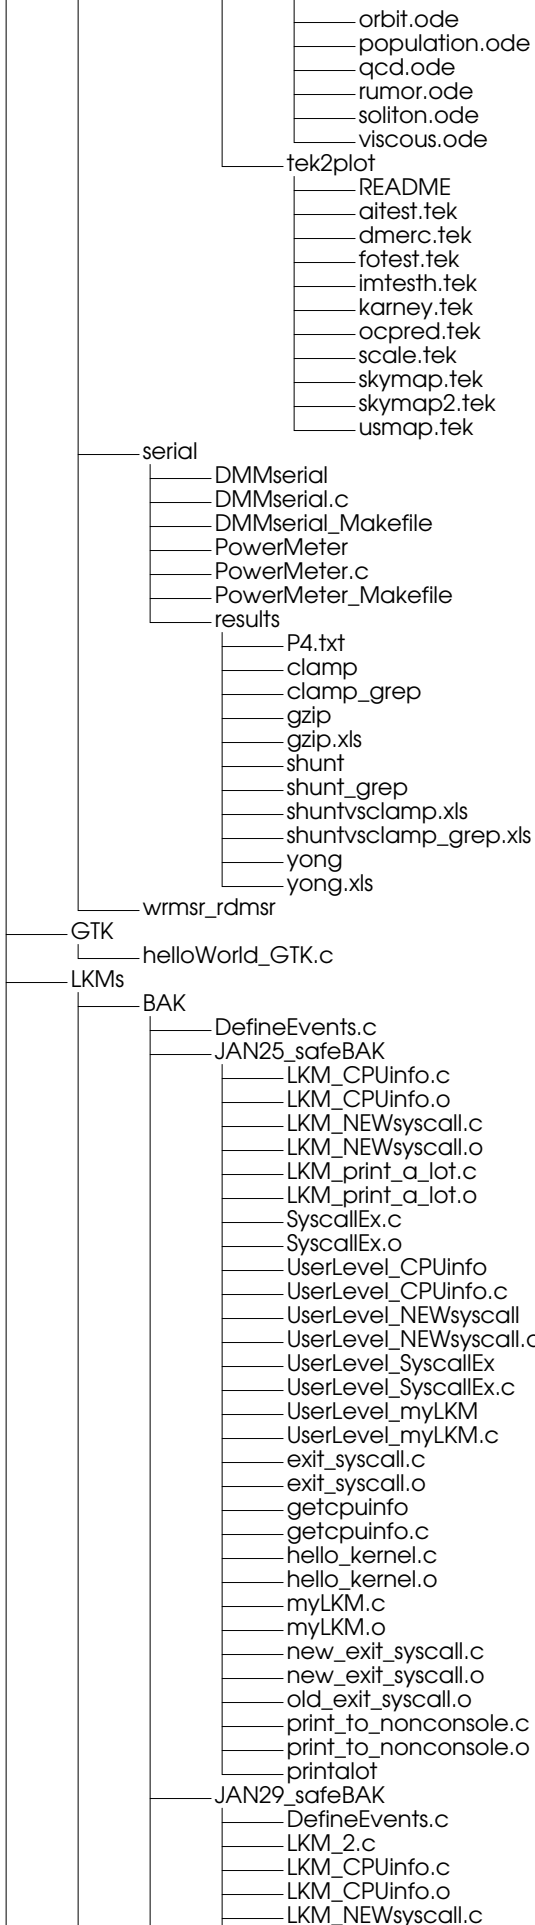 orbit.ode
population.ode
qcd.ode
rumor.ode
soliton.ode
viscous.ode
tek2plot
README
aitest.tek
dmerc.tek
fotest.tek
imtesth.tek
karney.tek
ocpred.tek
scale.tek
skymap.tek
skymap2.tek
usmap.tek
serial
DMMserial
DMMserial.c
DMMserial_Makefile
PowerMeter
PowerMeter.c
PowerMeter_Makefile
results
P4.txt
clamp
clamp_grep
gzip
gzip.xls
shunt
shunt_grep
shuntvsclamp.xls
shuntvsclamp_grep.xls
yong
yong.xls
wrmsr_rdmsr
GTK
helloWorld_GTK.c
LKMs
BAK
DefineEvents.c
JAN25_safeBAK
LKM_CPUinfo.c
LKM_CPUinfo.o
LKM_NEWsyscall.c
LKM_NEWsyscall.o
LKM_print_a_lot.c
LKM_print_a_lot.o
SyscallEx.c
SyscallEx.o
UserLevel_CPUinfo
UserLevel_CPUinfo.c
UserLevel_NEWsyscall
UserLevel_NEWsyscall.c
UserLevel_SyscallEx
UserLevel_SyscallEx.c
UserLevel_myLKM
UserLevel_myLKM.c
exit_syscall.c
exit_syscall.o
getcpuinfo
getcpuinfo.c
hello_kernel.c
hello_kernel.o
myLKM.c
myLKM.o
new_exit_syscall.c
new_exit_syscall.o
old_exit_syscall.o
print_to_nonconsole.c
print_to_nonconsole.o
printalot
JAN29_safeBAK
DefineEvents.c
LKM_2.c
LKM_CPUinfo.c
LKM_CPUinfo.o
LKM_NEWsyscall.c